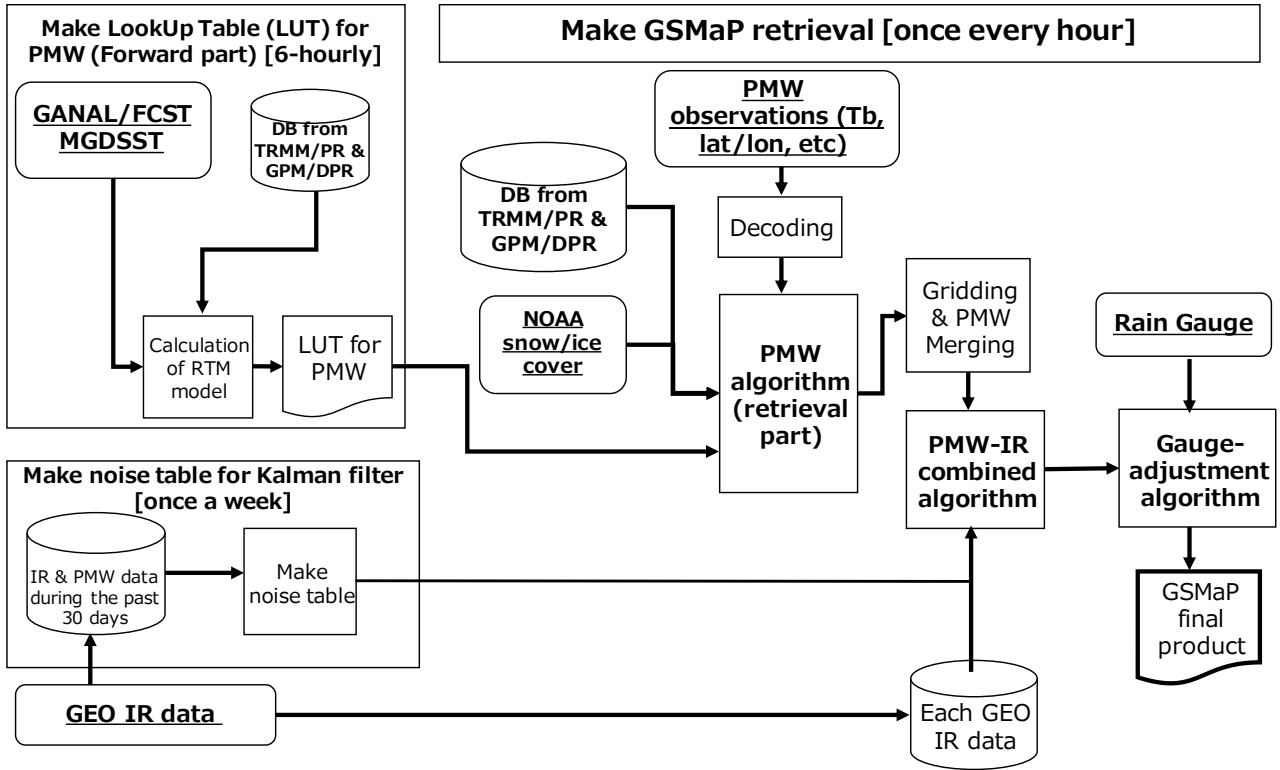 Make LookUp Table (LUT) for
PMW (Forward part) [6-hourly]
GANAL/FCST
MGDSST
DB from
TRMM/PR &
GPM/DPR
Calculation
of RTM
model
LUT for
PMW
Make GSMaP retrieval [once every hour]
PMW
observations (Tb,
lat/lon, etc)
DB from
TRMM/PR &
GPM/DPR
Decoding
NOAA
snow/ice
cover
PMW
algorithm
(retrieval
part)
Gridding
& PMW
Merging
Rain Gauge
PMW-IR
combined
algorithm
Gauge-
adjustment
algorithm
GSMaP
final
product
Make noise table for Kalman filter
[once a week]
IR & PMW data
during the past
30 days
Make
noise table
GEO IR data
Each GEO
IR data